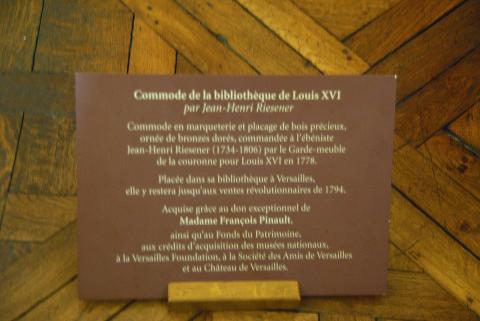 Commode de la bibliothèque de Louis XVI
par Jean-Henri Riesener
Commode en marqueterie et placage de bois précieux,
ornée de bronzes dorés, commandée à l'ébéniste
Jean-Henri Riesener (1734-1806) par le Garde-meuble
de la couronne pour Louis XVI en 1778.
Placée dans sa bibliothèque à Versailles,
elle y restera jusqu'aux ventes révolutionnaires de 1794.
Acquise grâce au don exceptionnel de
Madame François Pinault,
ainsi qu'au Fonds du Patrimoine,
aux crédits d'acquisition des musées nationaux,
à la Versailles Foundation, à la Société des Amis de Versailles
et au Château de Versailles.